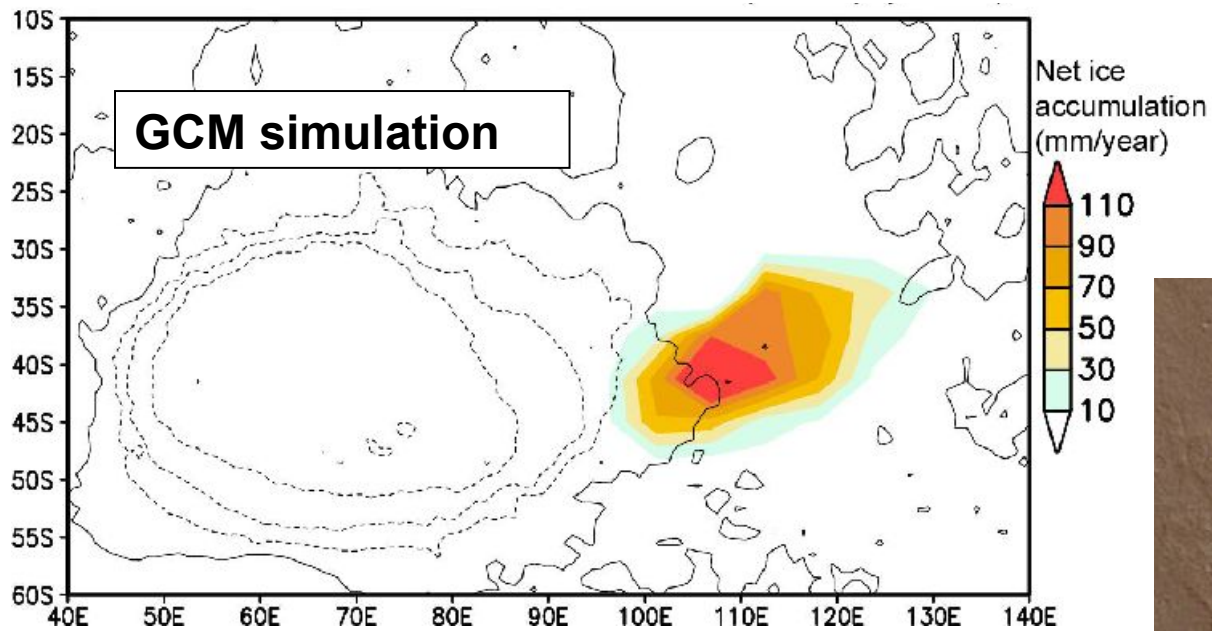 10S
15S
20S
25S
30S
35S
40S
45S
50S
55S
60S
GCM simulation
40E 50E 60E 70E 80E 90E 100E 110E 120E 130E 140E
Net ice
accumulation
(mm/year)
110
90
70
50
30
10